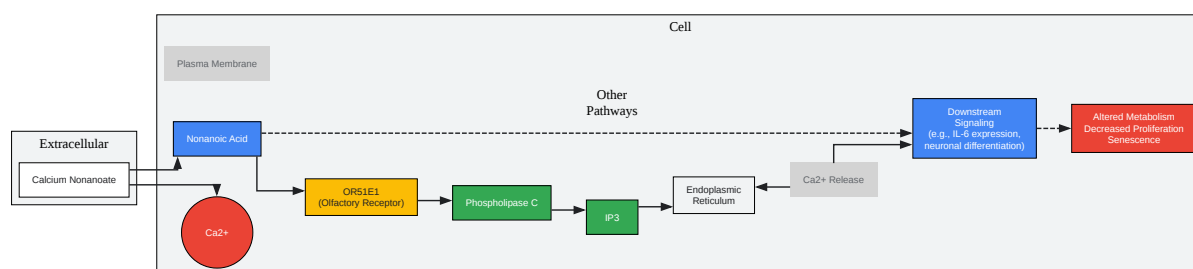 Cell
Plasma Membrane
Other
Pathways
Extracellular
Calcium Nonanoate
Nonanoic Acid
Ca2+
OR51E1
(Olfactory Receptor)
Phospholipase C
IP3
Endoplasmic
Reticulum
Ca2+ Release
Downstream
Signaling
(e.g., IL-6 expression,
neuronal differentiation)
Altered Metabolism
Decreased Proliferation
Senescence